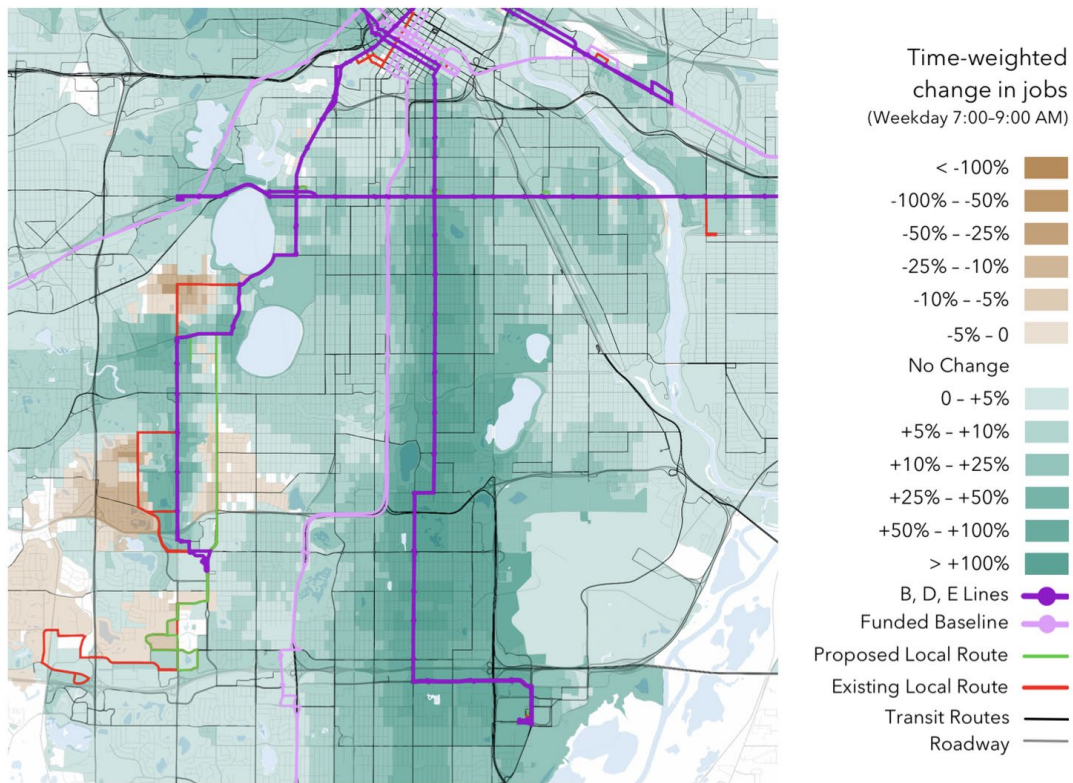 Time-weighted
change in jobs
(Weekday 7:00–9:00 AM)
< -100%
-100% – -50%
-50% – -25%
-25% – -10%
-10% – -5%
-5% – 0
No Change
0 – +5%
+5% – +10%
+10% – +25%
+25% – +50%
+50% – +100%
> +100%
B, D, E Lines
Funded Baseline
Proposed Local Route
Existing Local Route
Transit Routes
Roadway